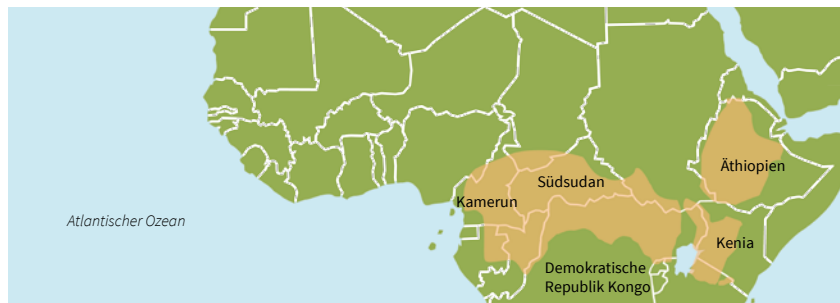 Äthiopien
Südsudan
Kamerun
Atlantischer Ozean
Kenia
Demokratische
Republik Kongo